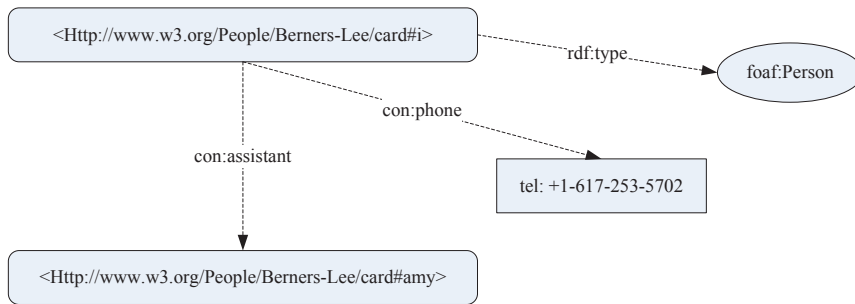 <Http://www.w3.org/People/Berners-Lee/card#i>
rdf:type
foaf:Person
con:phone
con:assistant
tel: +1-617-253-5702
<Http://www.w3.org/People/Berners-Lee/card#amy>